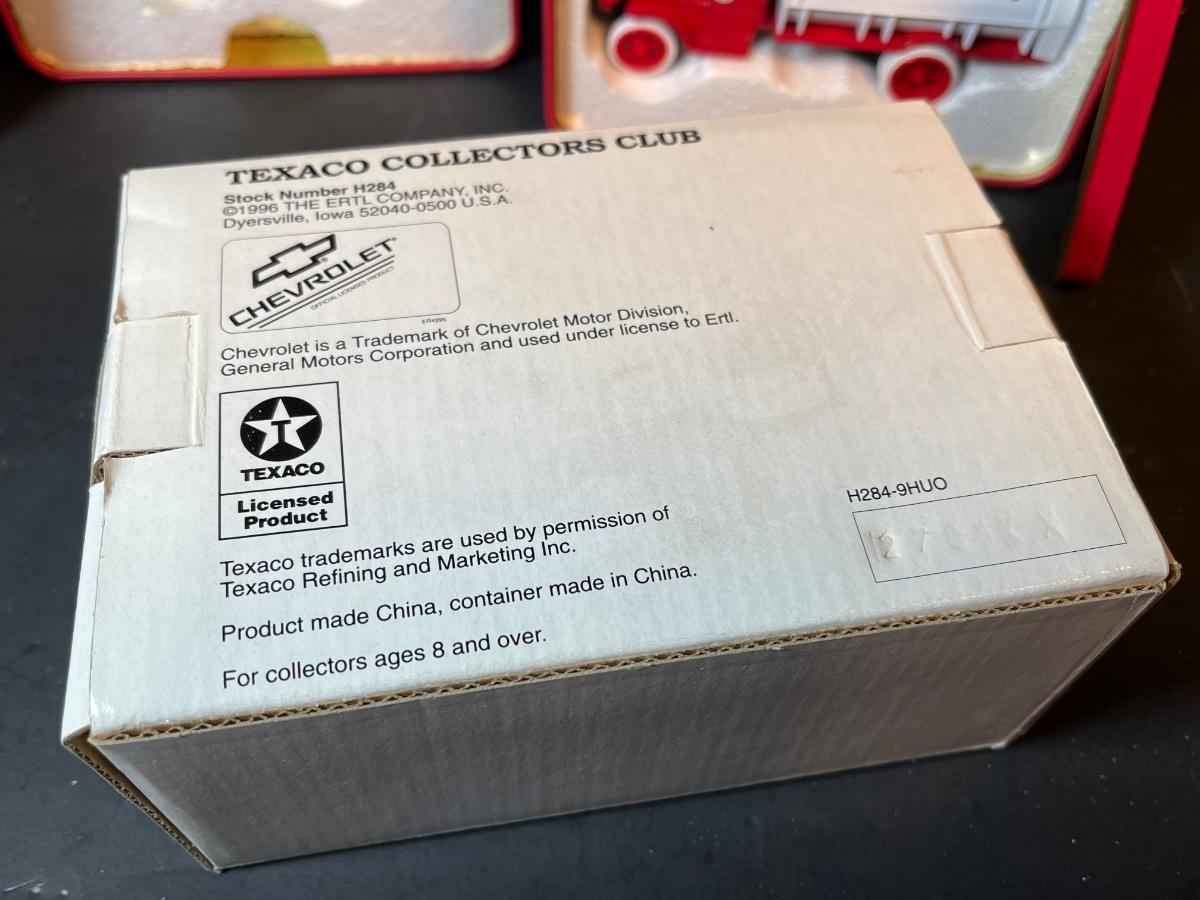 TEXACO COLLECTORS CLUB
Stock Number H284
©1996 THE ERTL COMPANY, INC.
Dyersville, Iowa 52040-0500 U.S.A.
CHEVROLET
OFFICIAL LICENSED PRODUCT
Chevrolet is a Trademark of Chevrolet Motor Division,
General Motors Corporation and used under license to Ertl.
T
TEXACO
Licensed
Product
Texaco trademarks are used by permission of
Texaco Refining and Marketing Inc.
Product made China, container made in China.
For collectors ages 8 and over.
H284-9HUO